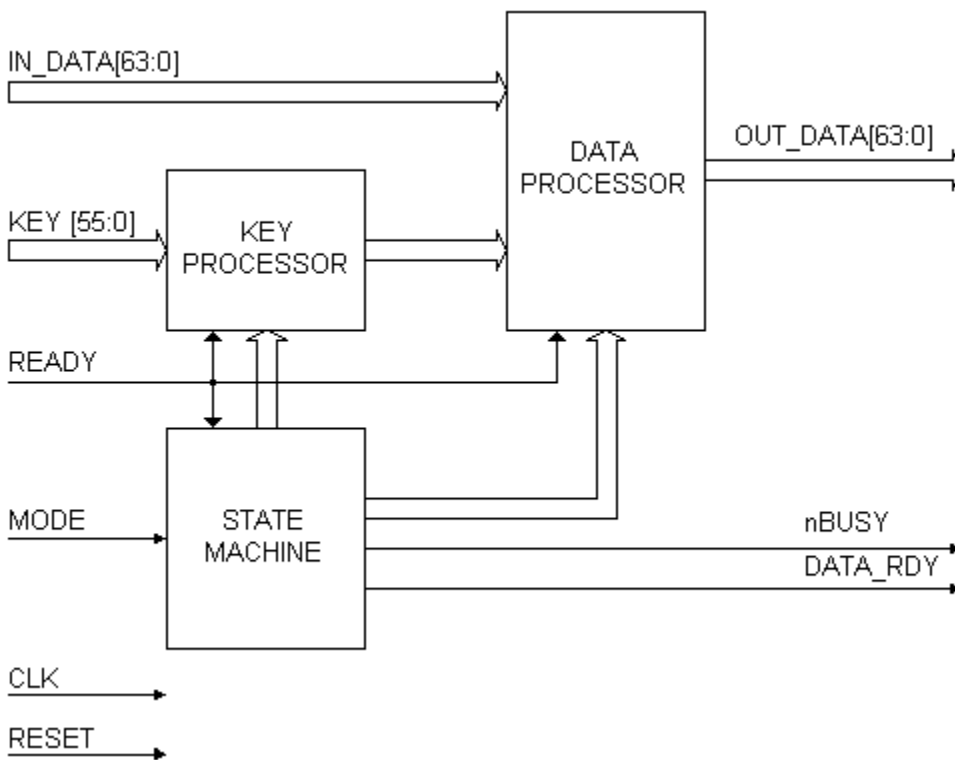 IN_DATA[63:0]
DATA
PROCESSOR
OUT_DATA[63:0]
KEY [55:0]
KEY
PROCESSOR
READY
MODE
STATE
MACHINE
nBUSY
DATA_RDY
CLK
RESET